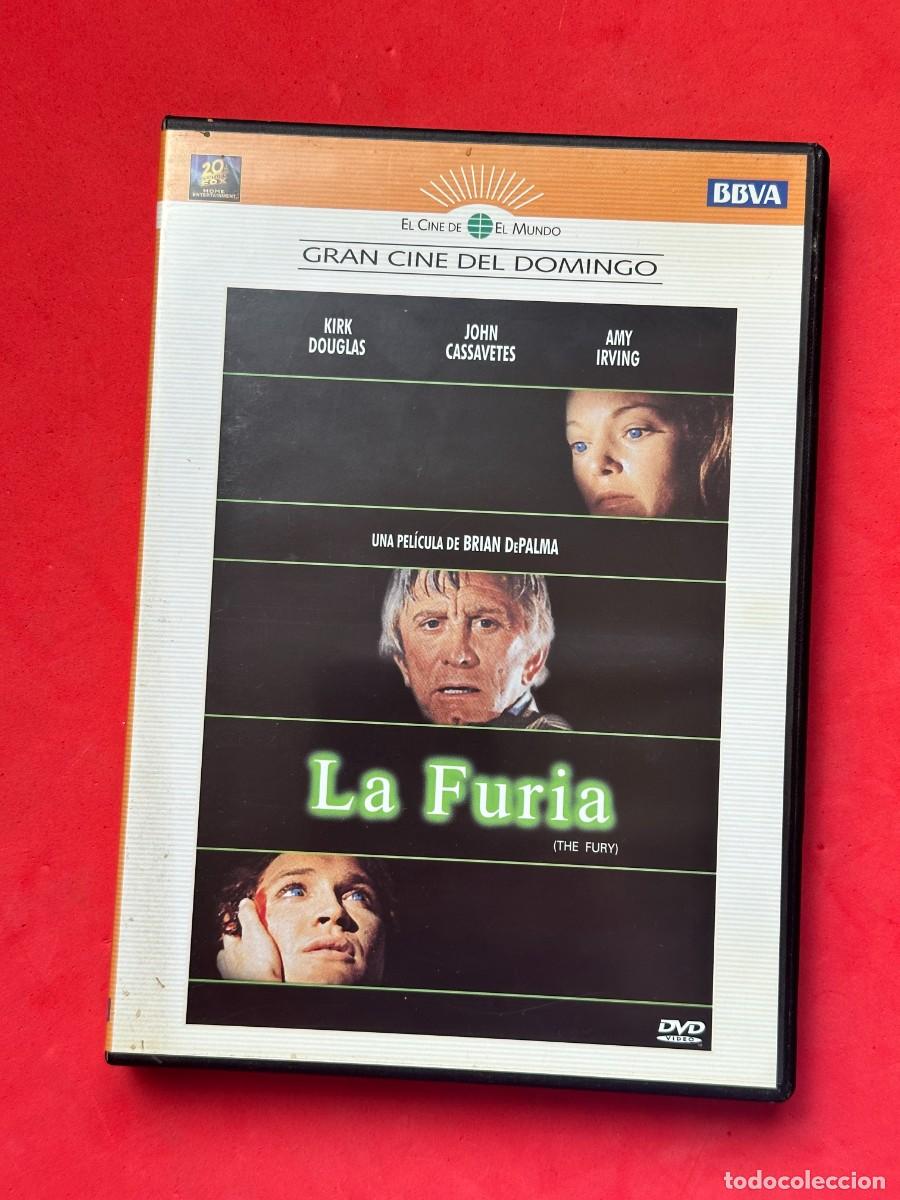 20th
CENTURY
FOX
HOME
ENTERTAINMENT
BBVA
EL CINE DE EL MUNDO
GRAN CINE DEL DOMINGO
KIRK
DOUGLAS
JOHN
CASSAVETES
AMY
IRVING
UNA PELÍCULA DE BRIAN DePALMA
La Furia
(THE FURY)
DVD
VIDEO
todocoleccion